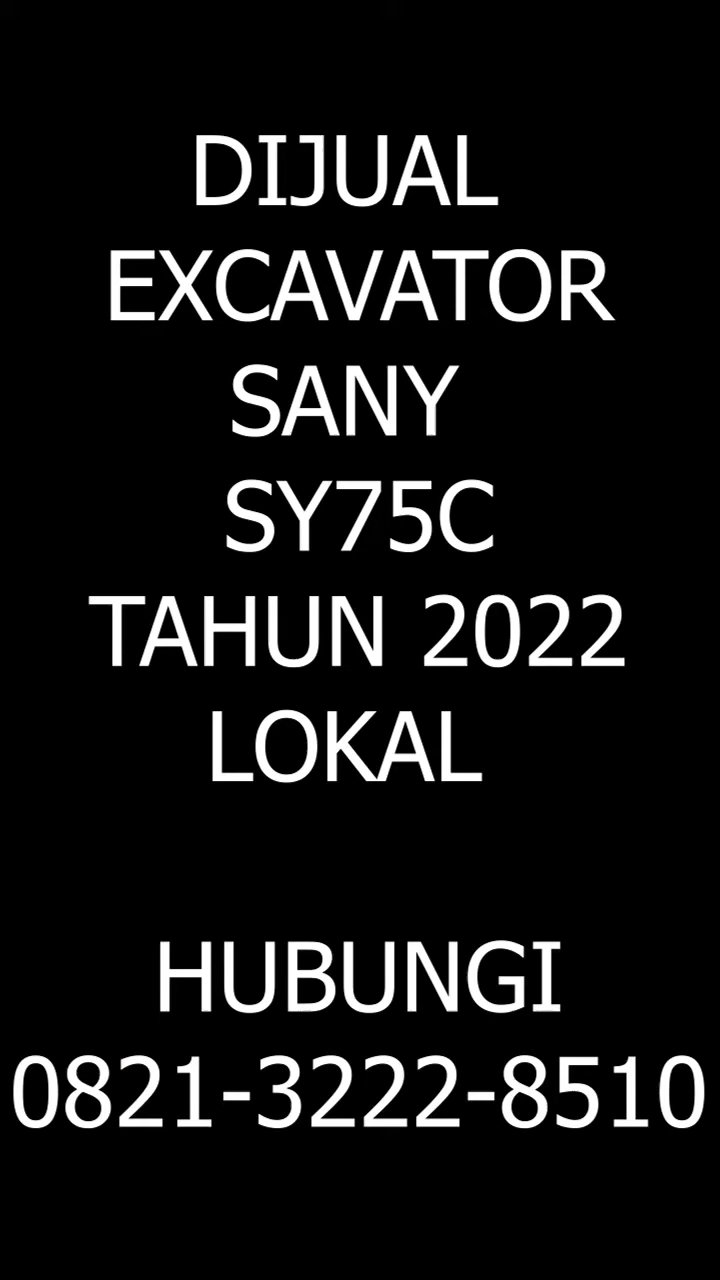 DIJUAL
EXCAVATOR
SANY
SY75C
TAHUN 2022
LOKAL
HUBUNGI
0821-3222-8510